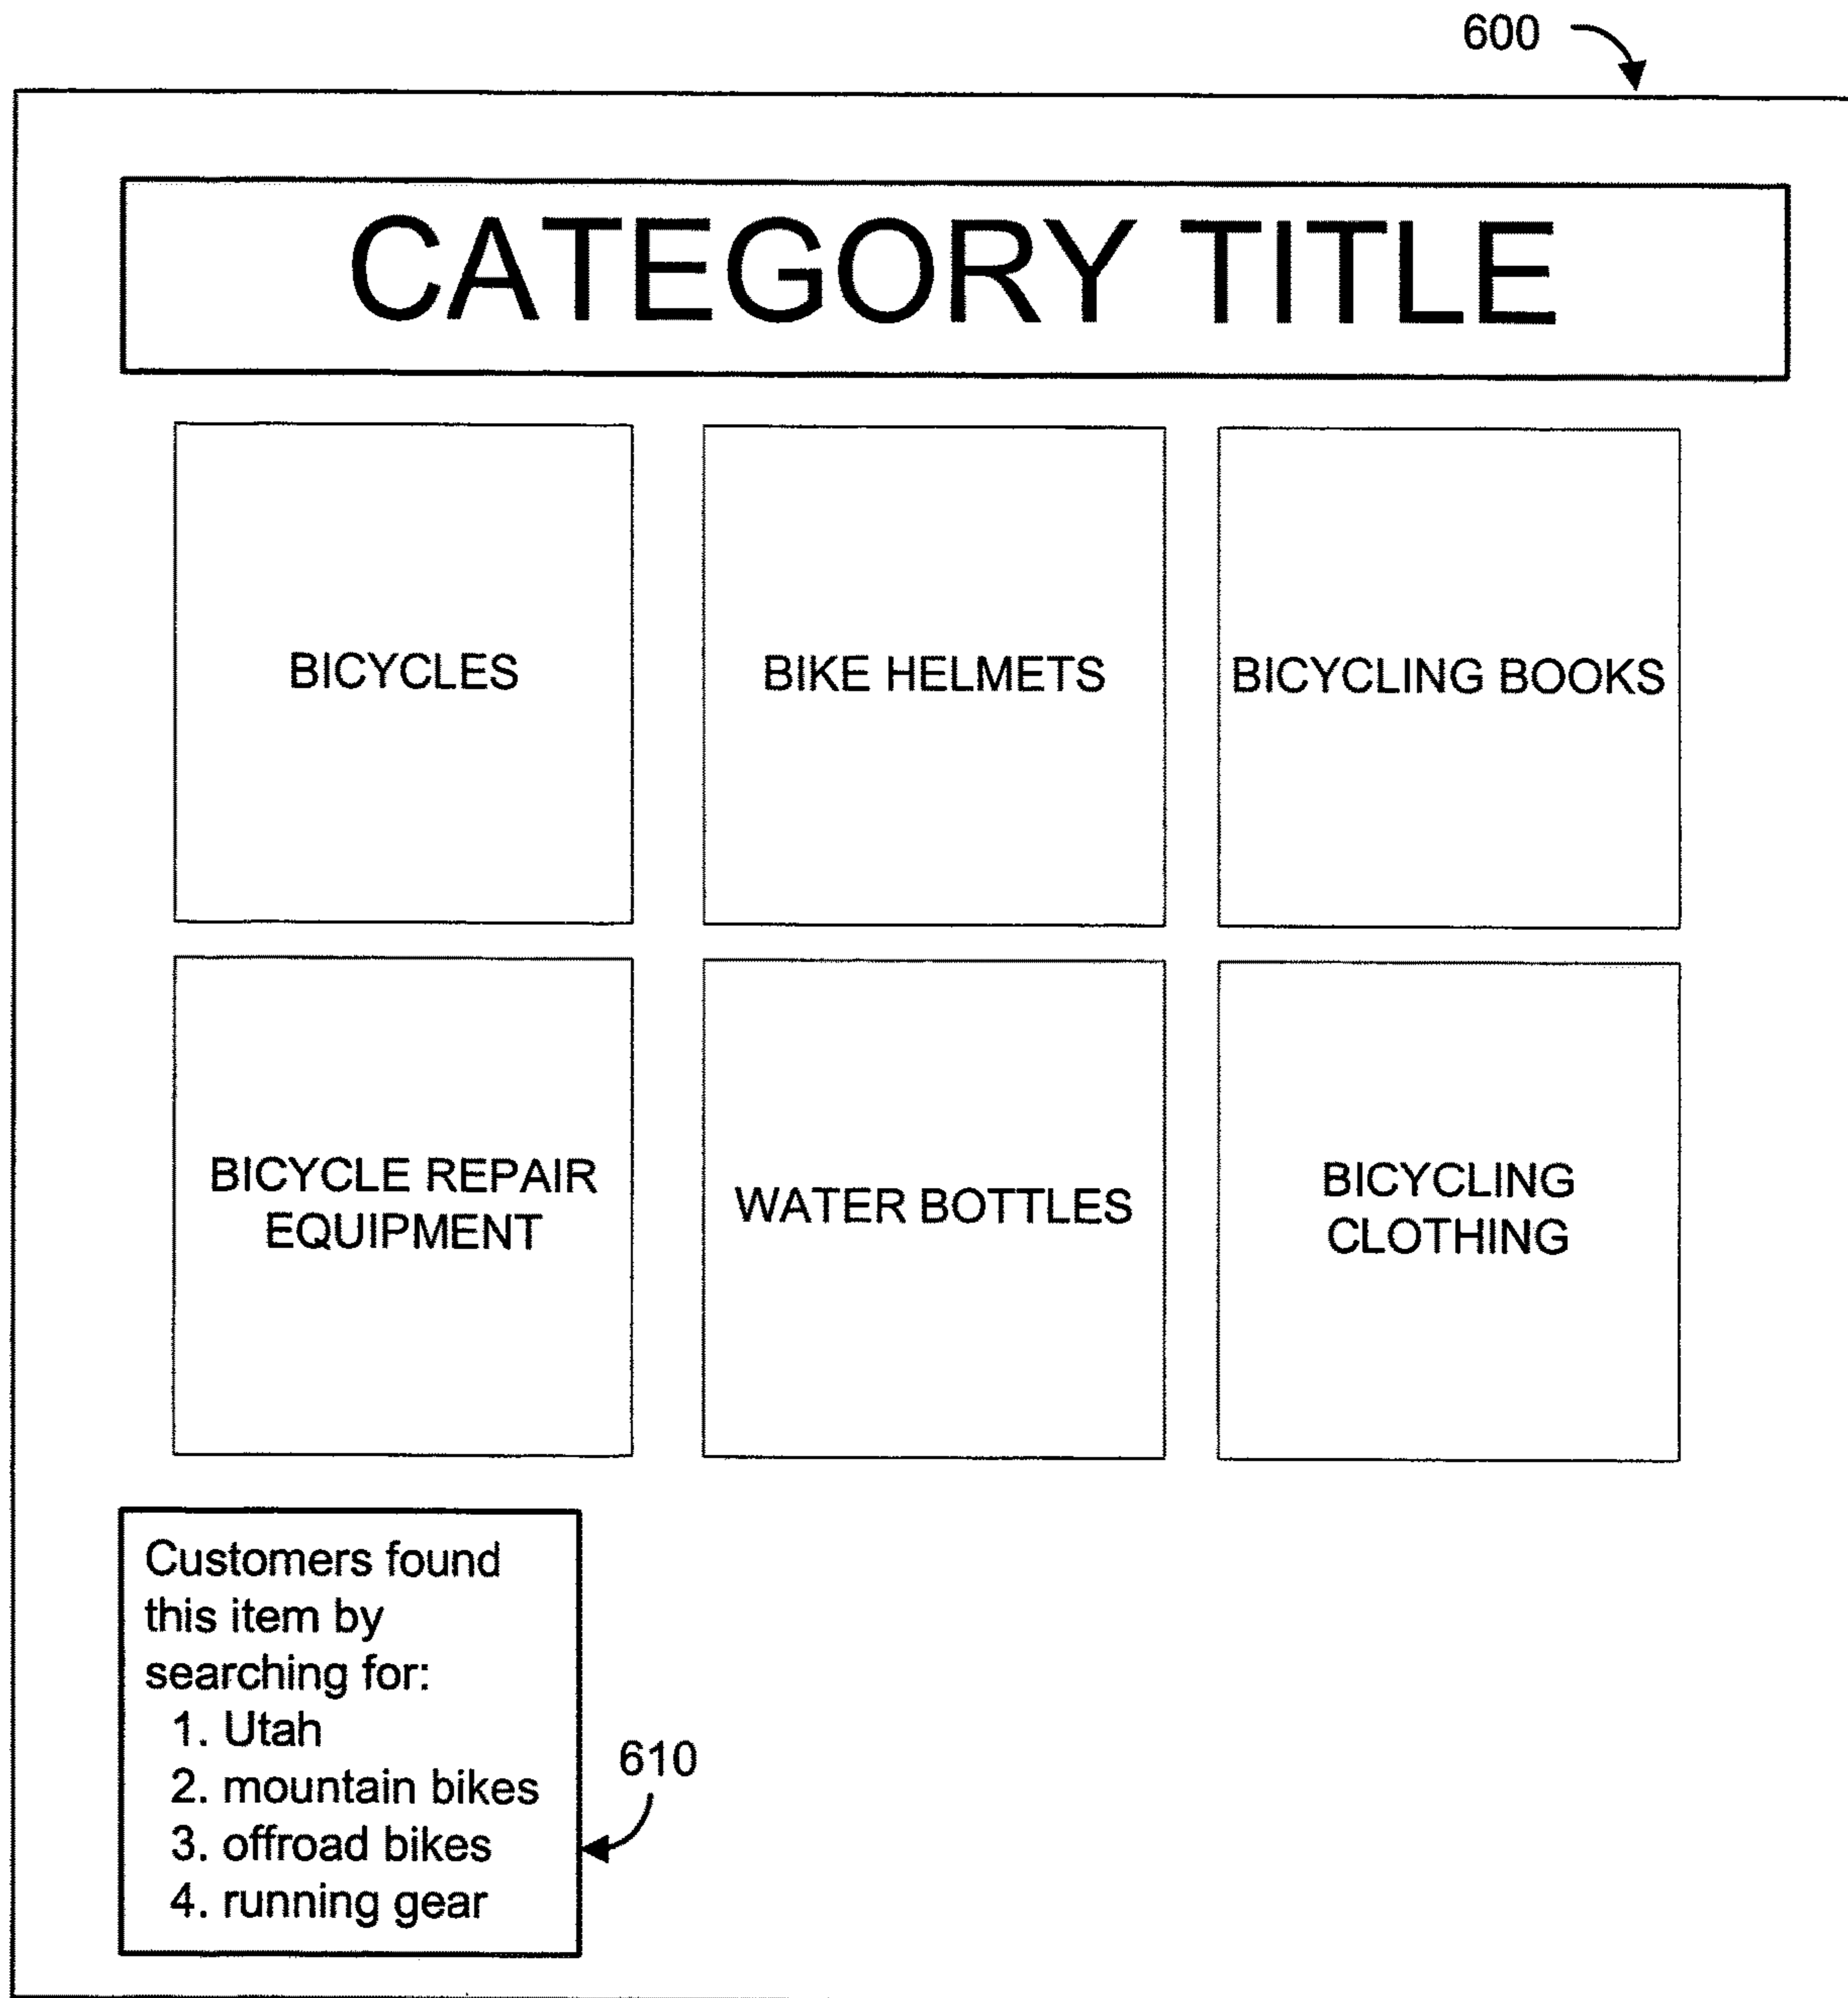 600
CATEGORY TITLE
BICYCLES
BIKE HELMETS
BICYCLING BOOKS
BICYCLE REPAIR
EQUIPMENT
WATER BOTTLES
BICYCLING
CLOTHING
Customers found
this item by
searching for:
1. Utah
2. mountain bikes
3. offroad bikes
4. running gear
610